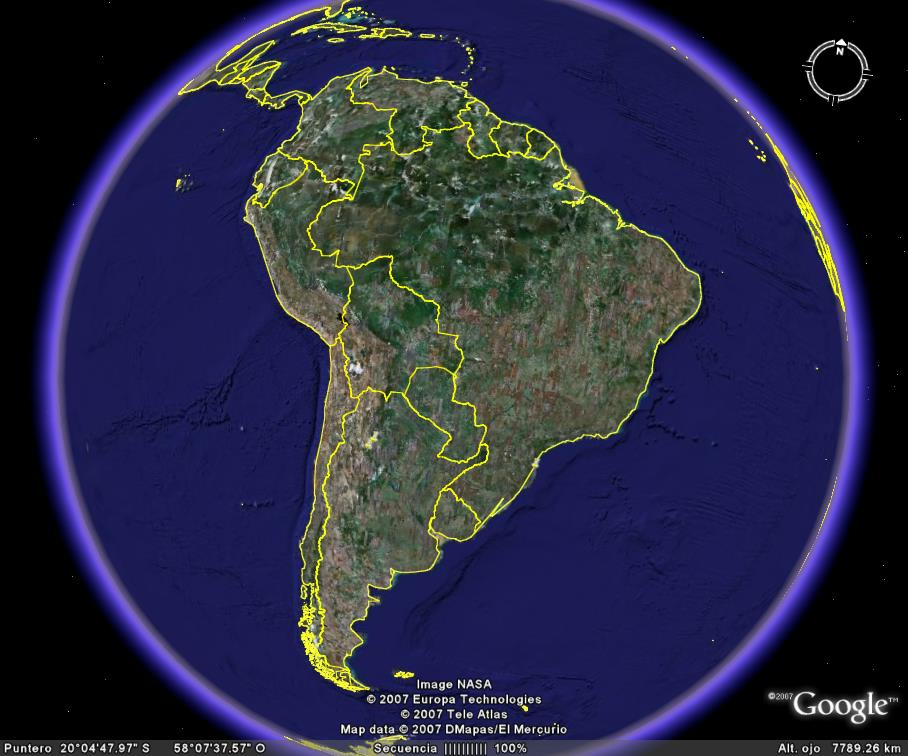 N
Image NASA
© 2007 Europa Technologies
© 2007 Tele Atlas
Map data © 2007 DMapas/El Mercurio
©2007 Google™
Puntero 20°04'47.97" S 58°07'37.57" O Secuencia |||||||||| 100% Alt. ojo 7789.26 km